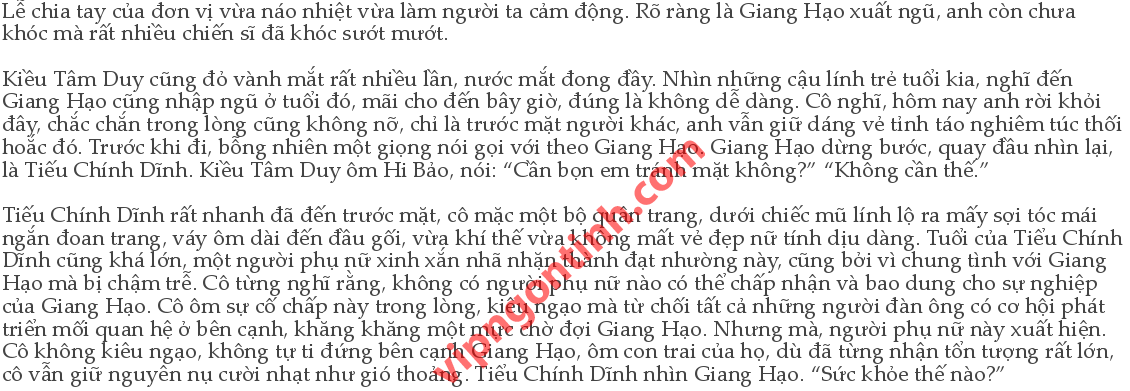 Lễ chia tay của đơn vị vừa náo nhiệt vừa làm người ta cảm động. Rõ ràng là Giang Hạo xuất ngũ, anh còn chưa
khóc mà rất nhiều chiến sĩ đã khóc sướt mướt.
Kiều Tâm Duy cũng đỏ vành mắt rất nhiều lần, nước mắt đong đầy. Nhìn những cậu lính trẻ tuổi kia, nghĩ đến
Giang Hạo cũng nhập ngũ ở tuổi đó, mãi cho đến bây giờ, đúng là không dễ dàng. Cô nghĩ, hôm nay anh rời khỏi
đây, chắc chắn trong lòng cũng không nỡ, chỉ là trước mặt người khác, anh vẫn giữ dáng vẻ tỉnh táo nghiêm túc thối
hoắc đó. Trước khi đi, bỗng nhiên một giọng nói gọi với theo Giang Hạo. Giang Hạo dừng bước, quay đầu nhìn lại,
là Tiếu Chính Dĩnh. Kiều Tâm Duy ôm Hi Bảo, nói: “Cần bọn em tránh mặt không?” “Không cần thế.”
Tiếu Chính Dĩnh rất nhanh đã đến trước mặt, cô mặc một bộ quân trang, dưới chiếc mũ lính lộ ra mấy sợi tóc mái
ngắn đoan trang, váy ôm dài đến đầu gối, vừa khí thế vừa không mất vẻ đẹp nữ tính dịu dàng. Tuổi của Tiểu Chính
Dĩnh cũng khá lớn, một người phụ nữ xinh xắn nhã nhặn thành đạt nhường này, cũng bởi vì chung tình với Giang
Hạo mà bị chậm trễ. Cô từng nghĩ rằng, không có người phụ nữ nào có thể chấp nhận và bao dung cho sự nghiệp
của Giang Hạo. Cô ôm sự cố chấp này trong lòng, kiêu ngạo mà từ chối tất cả những người đàn ông có cơ hội phát
triển mối quan hệ ở bên cạnh, khăng khăng một mực chờ đợi Giang Hạo. Nhưng mà, người phụ nữ này xuất hiện.
Cô không kiêu ngạo, không tự ti đứng bên cạnh Giang Hạo, ôm con trai của họ, dù đã từng nhận tổn tượng rất lớn,
cô vẫn giữ nguyên nụ cười nhạt như gió thoảng. Tiểu Chính Dĩnh nhìn Giang Hạo. “Sức khỏe thế nào?”
vipngontinh.com